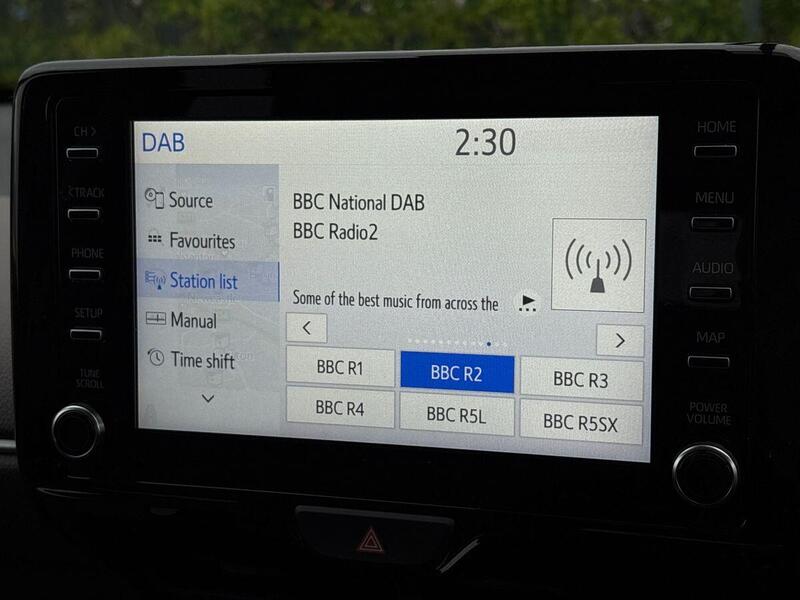 CH >
DAB
2:30
HOME
< TRACK
Source
BBC National DAB
MENU
Favourites
BBC Radio2
PHONE
Station list
AUDIO
SETUP
Manual
Some of the best music from across the
MAP
TUNE
SCROLL
Time shift
BBC R1
BBC R2
BBC R3
BBC R4
BBC R5L
BBC R5SX
POWER
VOLUME